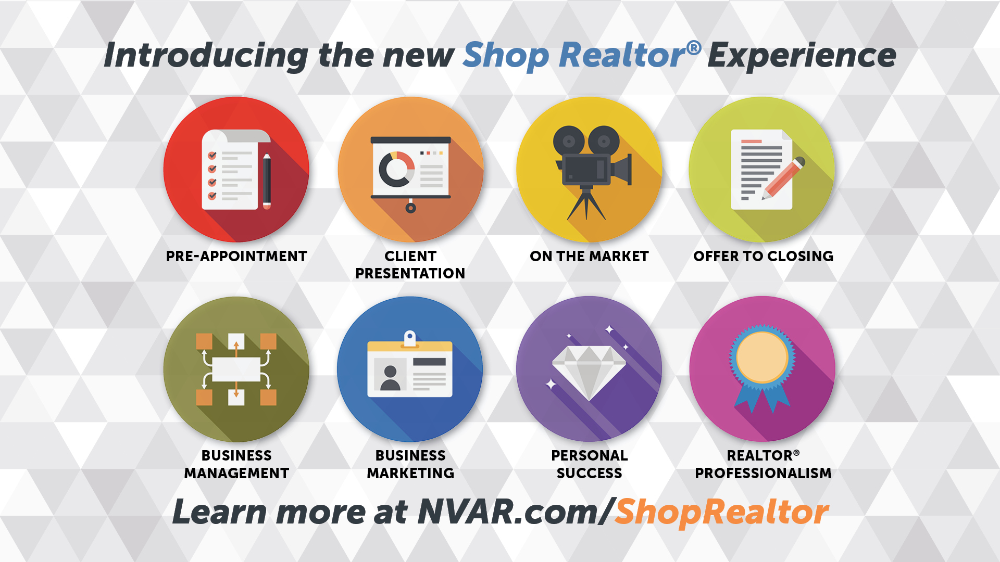 Introducing the new Shop Realtor® Experience
PRE-APPOINTMENT
CLIENT
PRESENTATION
ON THE MARKET
OFFER TO CLOSING
BUSINESS
MANAGEMENT
BUSINESS
MARKETING
PERSONAL
SUCCESS
REALTOR®
PROFESSIONALISM
Learn more at NVAR.com/ShopRealtor